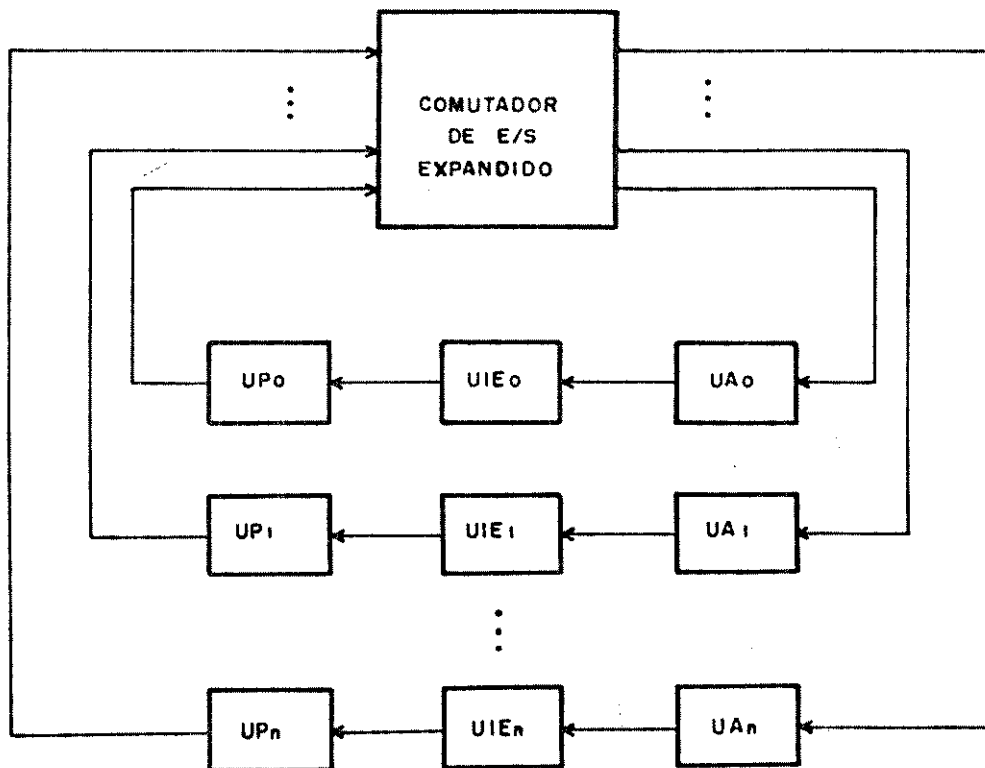 COMUTADOR
DE E/S
EXPANDIDO
UP0 UIE0 UA0
UP1 UIE1 UA1
UPn UIEn UAn